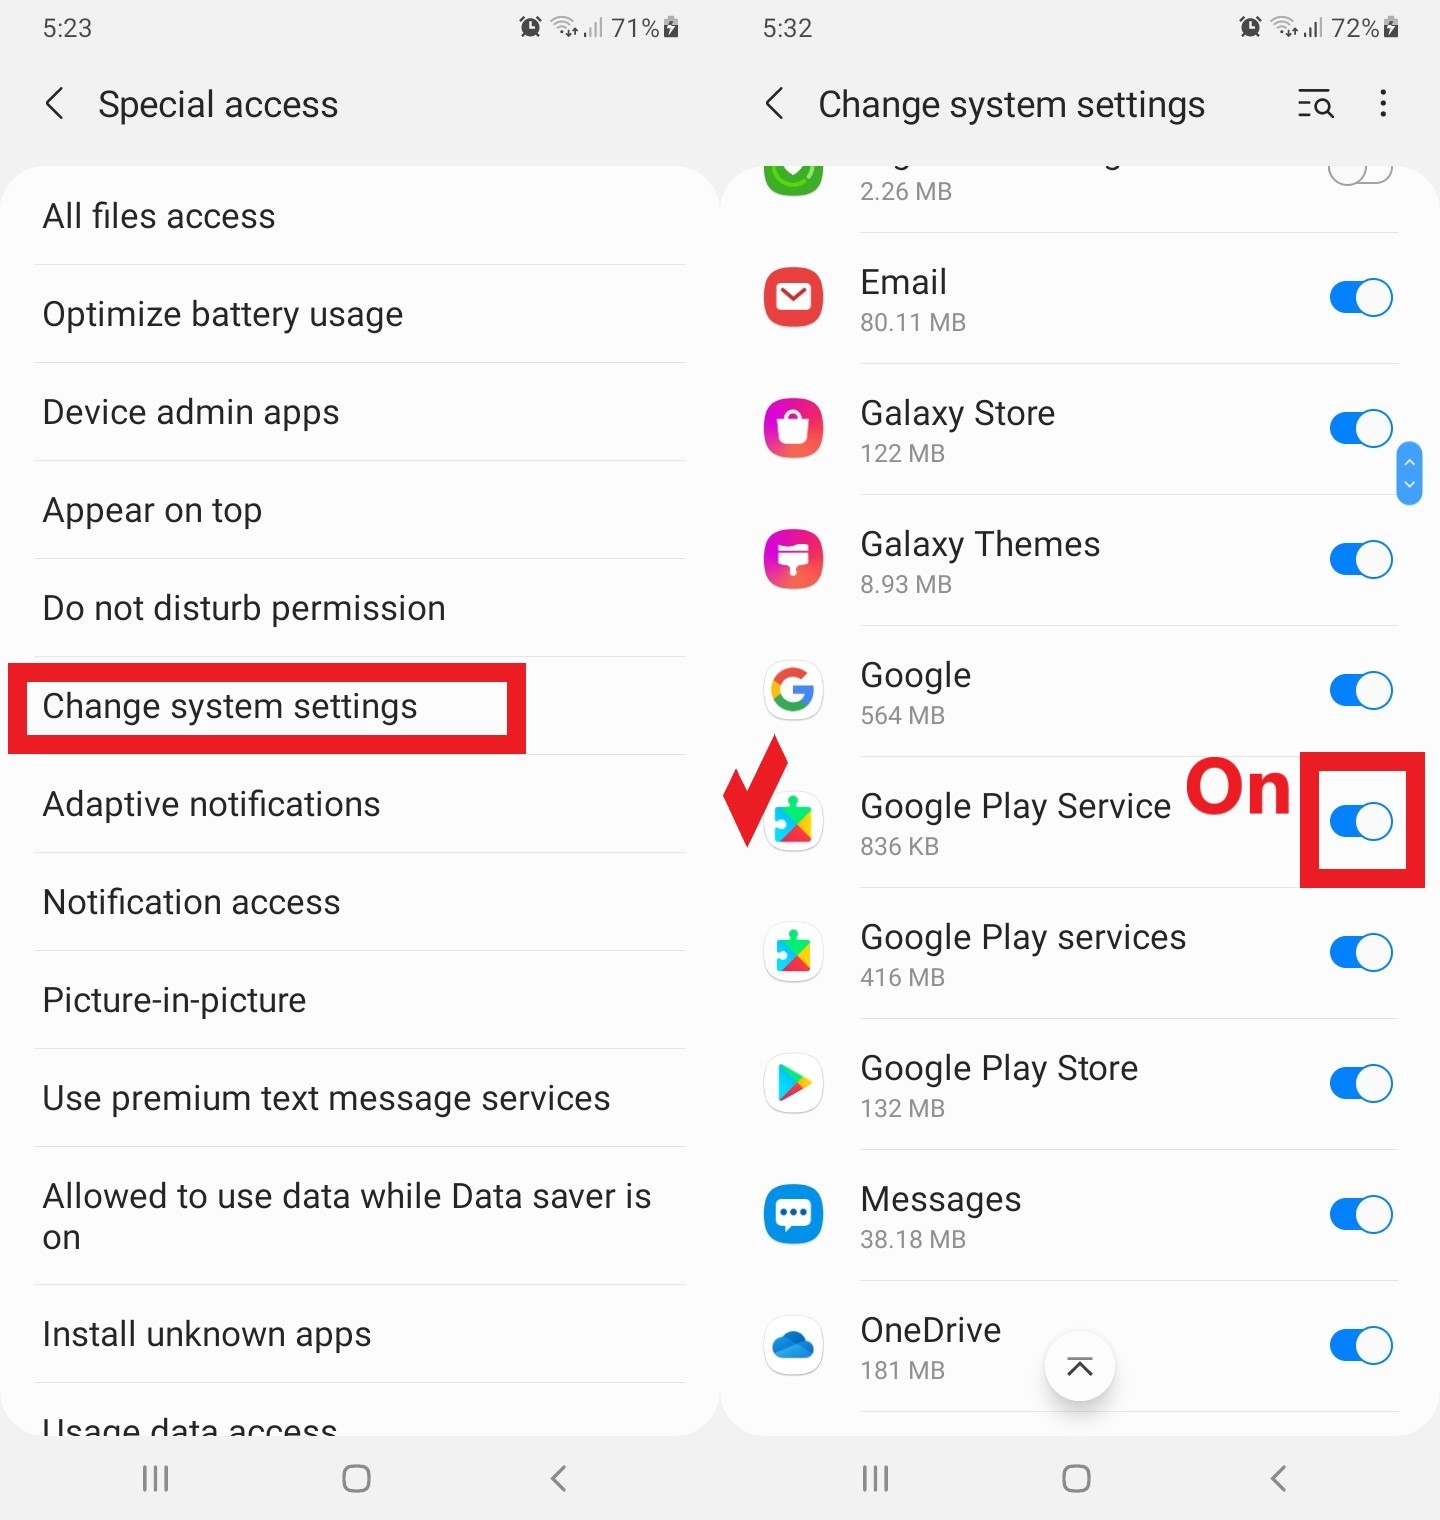 5:23
71%
Special access
All files access
Optimize battery usage
Device admin apps
Appear on top
Do not disturb permission
Change system settings
Adaptive notifications
Notification access
Picture-in-picture
Use premium text message services
Allowed to use data while Data saver is
on
Install unknown apps
Usage data access
5:32
72%
Change system settings
2.26 MB
Email
80.11 MB
Galaxy Store
122 MB
Galaxy Themes
8.93 MB
Google
564 MB
Google Play Service
On
836 KB
Google Play services
416 MB
Google Play Store
132 MB
Messages
38.18 MB
OneDrive
181 MB